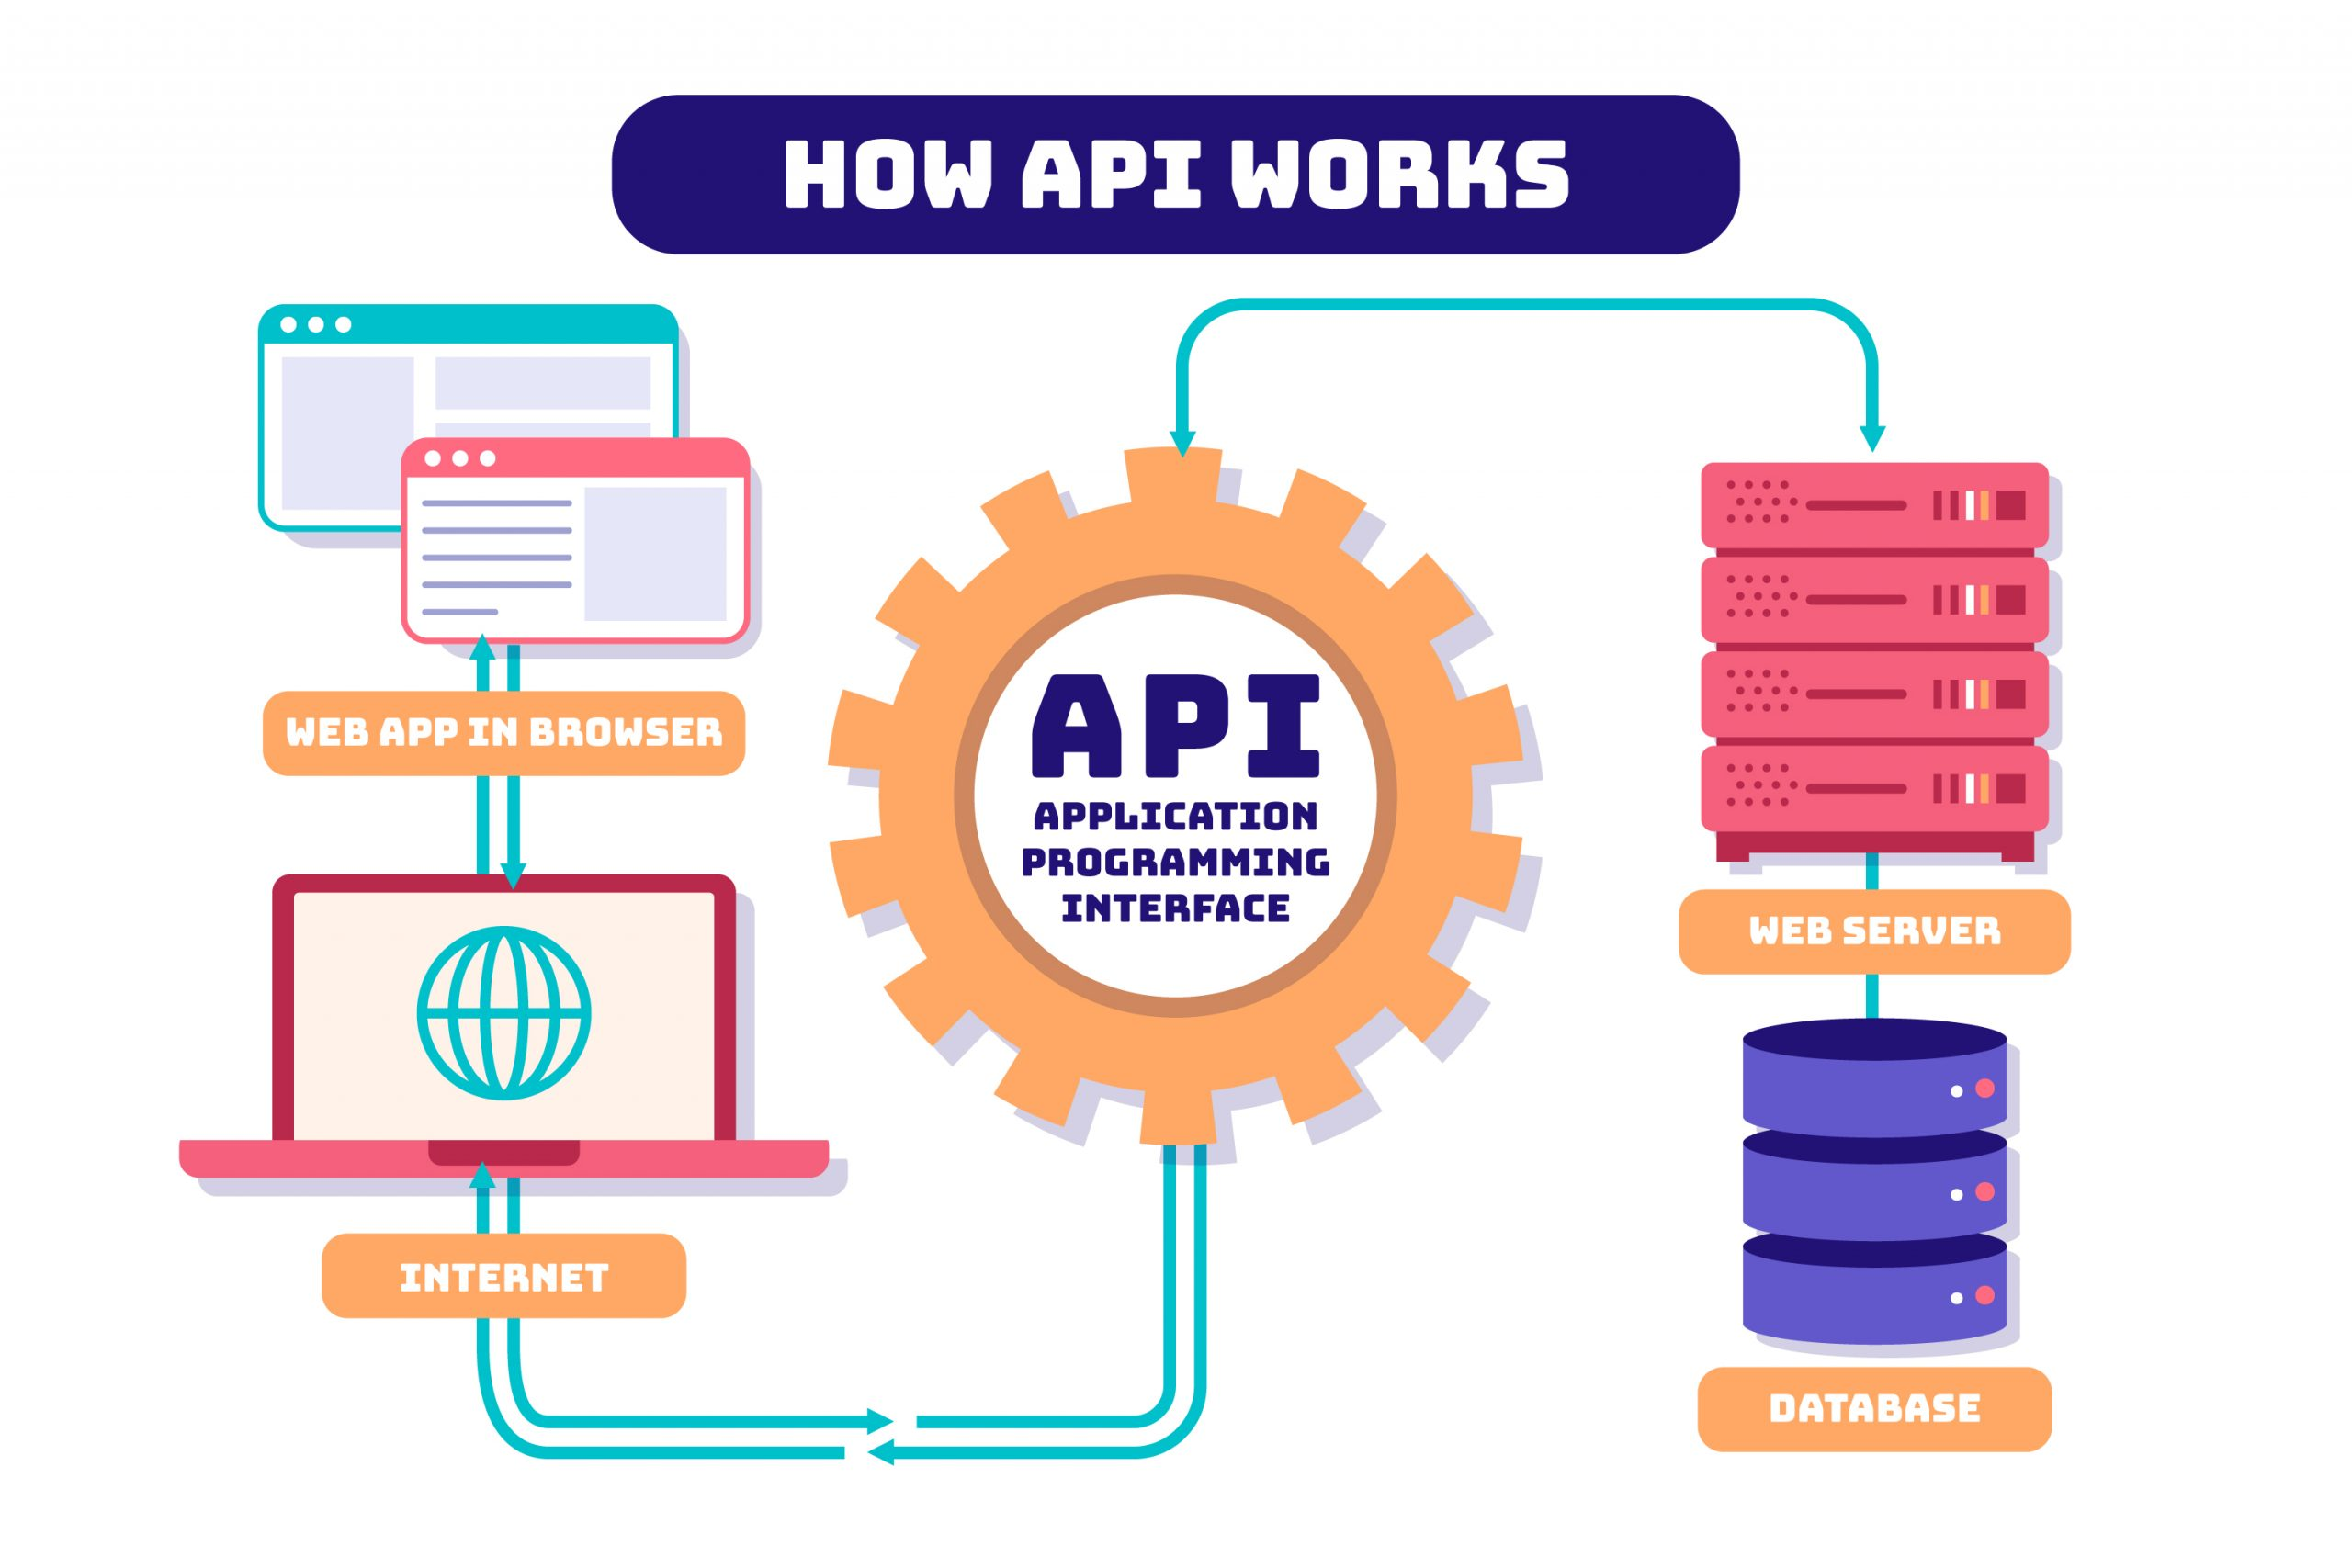 HOW API WORKS
WEB APP IN BROWSER
API
APPLICATION
PROGRAMMING
INTERFACE
WEB SERVER
INTERNET
DATABASE